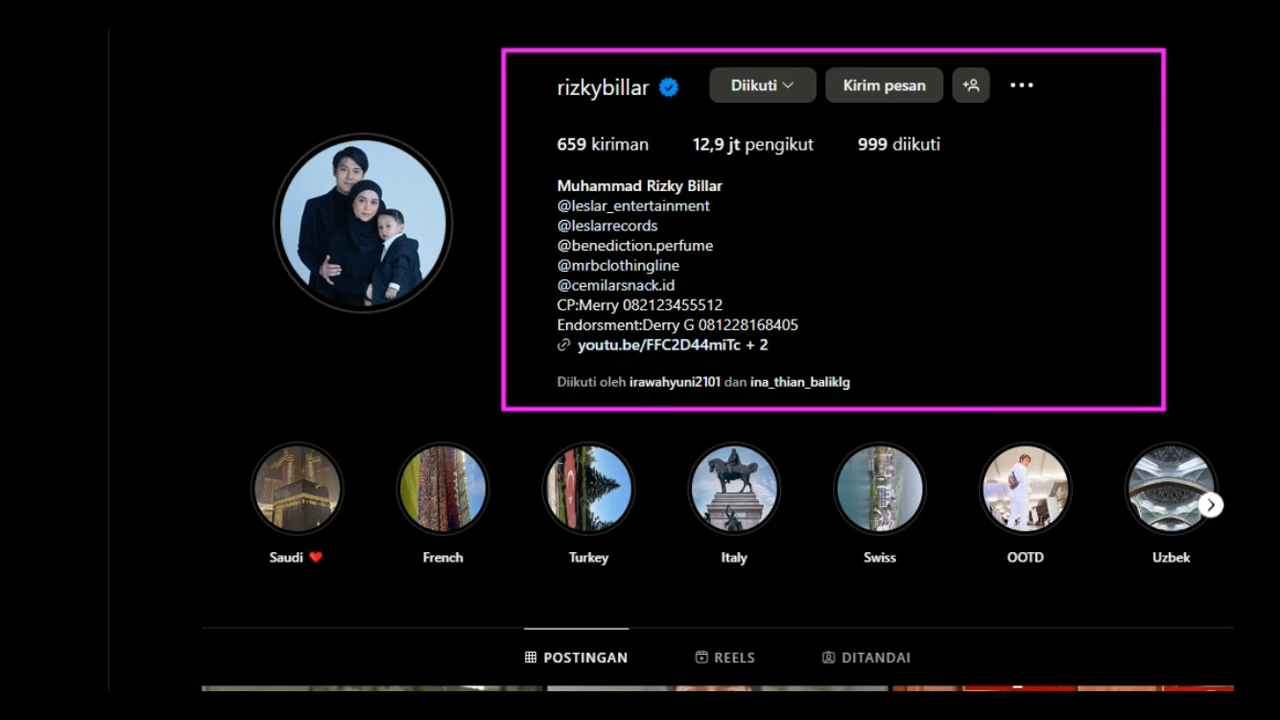 rizkybillar Diikuti Kirim pesan
659 kiriman 12,9 jt pengikut 999 diikuti
Muhammad Rizky Billar
@leslar_entertainment
@leslarrecords
@benediction.perfume
@mrbclothingline
@cemilarsnack.id
CP:Merry 082123455512
Endorsment:Derry G 081228168405
youtu.be/FFC2D44miTc + 2
Diikuti oleh irawahyuni2101 dan ina_thian_baliklg
Saudi ❤️ French Turkey Italy Swiss OOTD Uzbek
POSTINGAN REELS DITANDAI